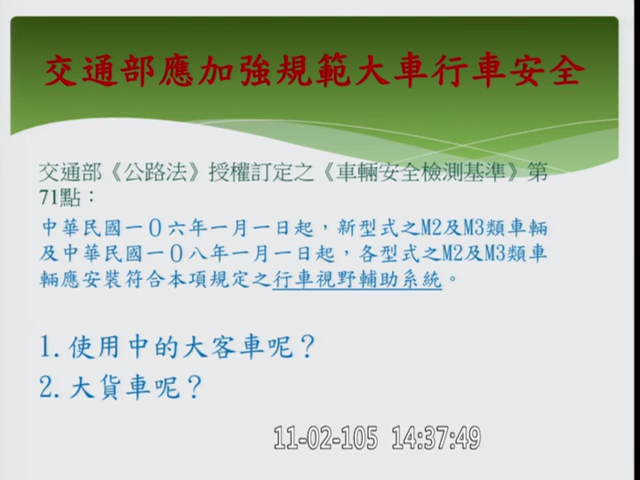 交通部應加強規範大車行車安全
交通部《公路法》授權訂定之《車輛安全檢測基準》第
71點：
中華民國一０六年一月一日起，新型式之M2及M3類車輛
及中華民國一０八年一月一日起，各型式之M2及M3類車
輛應安裝符合本項規定之行車視野輔助系統。
1. 使用中的大客車呢？
2. 大貨車呢？
11-02-105 14:37:49